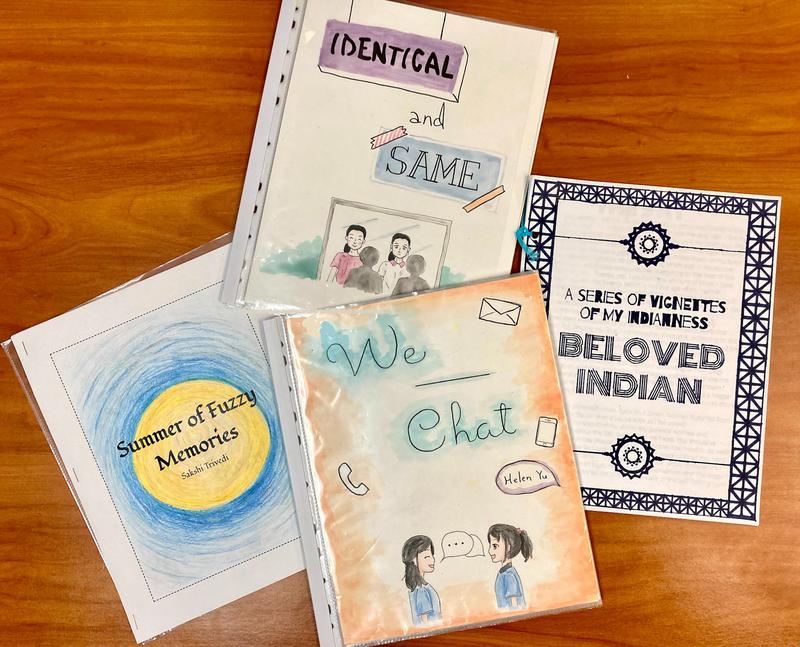 IDENTICAL
and
SAME
A SERIES OF VIGNETTES
OF MY INDIANNESS
BELOVED
INDIAN
We
Chat
Helen Yu
Summer of Fuzzy
Memories
Sakshi Trivedi